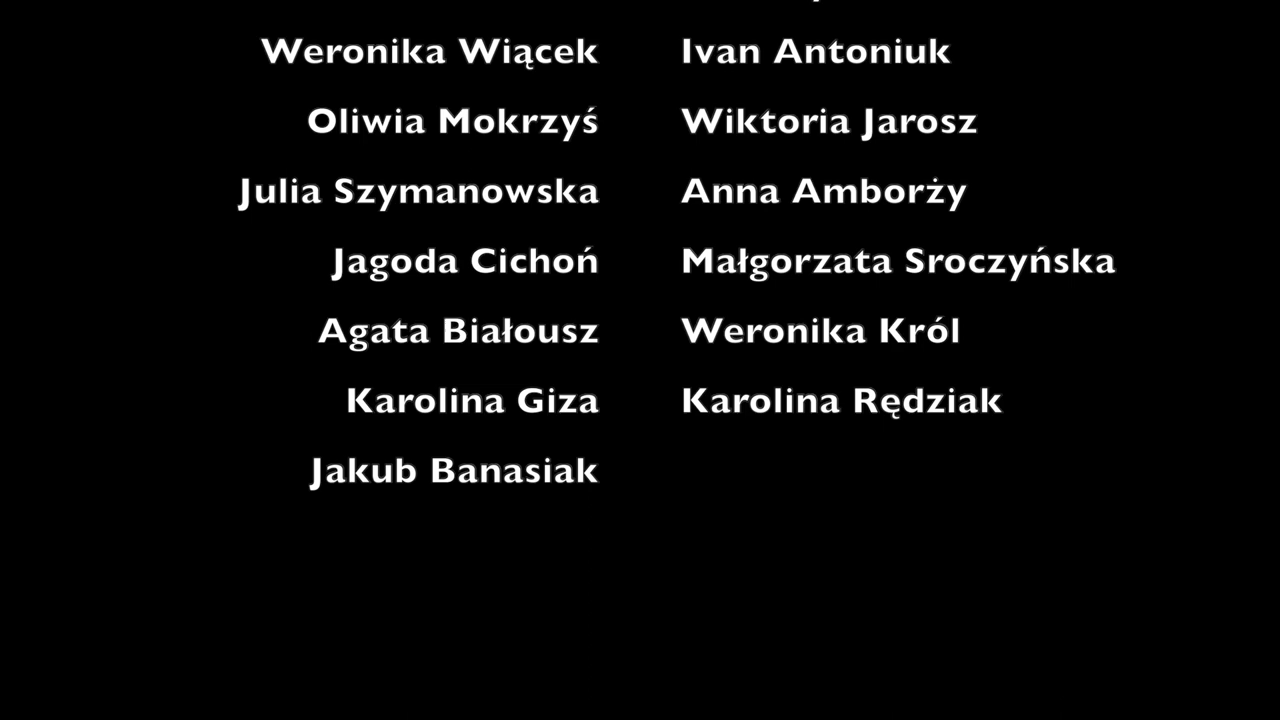 Weronika Wiącek Ivan Antoniuk
Oliwia Mokrzyś Wiktoria Jarosz
Julia Szymanowska Anna Amborży
Jagoda Cichoń Małgorzata Sroczyńska
Agata Białousz Weronika Król
Karolina Giza Karolina Rędziak
Jakub Banasiak